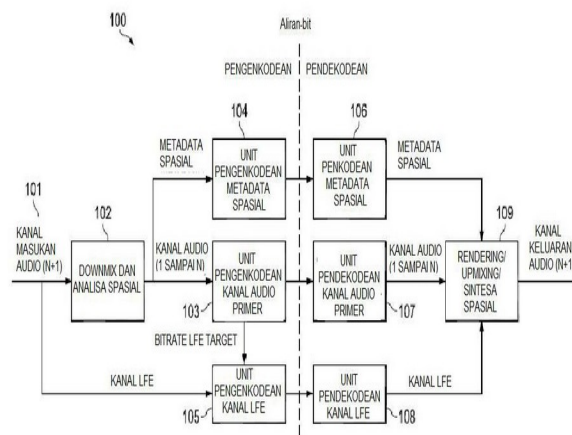 100
Aliran-bit
PENGENKODEAN
PENDEKODEAN
104
106
METADATA
SPASIAL
UNIT
PENGENKODEAN
METADATA
SPASIAL
UNIT
PENKODEAN
METADATA
SPASIAL
METADATA
SPASIAL
101
KANAL
MASUKAN
AUDIO (N+1)
102
DOWNMIX DAN
ANALISA SPASIAL
KANAL AUDIO
(1 SAMPAI N)
UNIT
PENGENKODEAN
KANAL AUDIO
PRIMER
103
UNIT
PENDEKODEAN
KANAL AUDIO
PRIMER
107
KANAL AUDIO
(1 SAMPAI N)
109
RENDERING/
UPMIXING/
SINTESA
SPASIAL
KANAL
KELUARAN
AUDIO (N+1)
BITRATE LFE TARGET
KANAL LFE
UNIT
PENGENKODEAN
KANAL LFE
105
UNIT
PENDEKODEAN
KANAL LFE
108
KANAL LFE